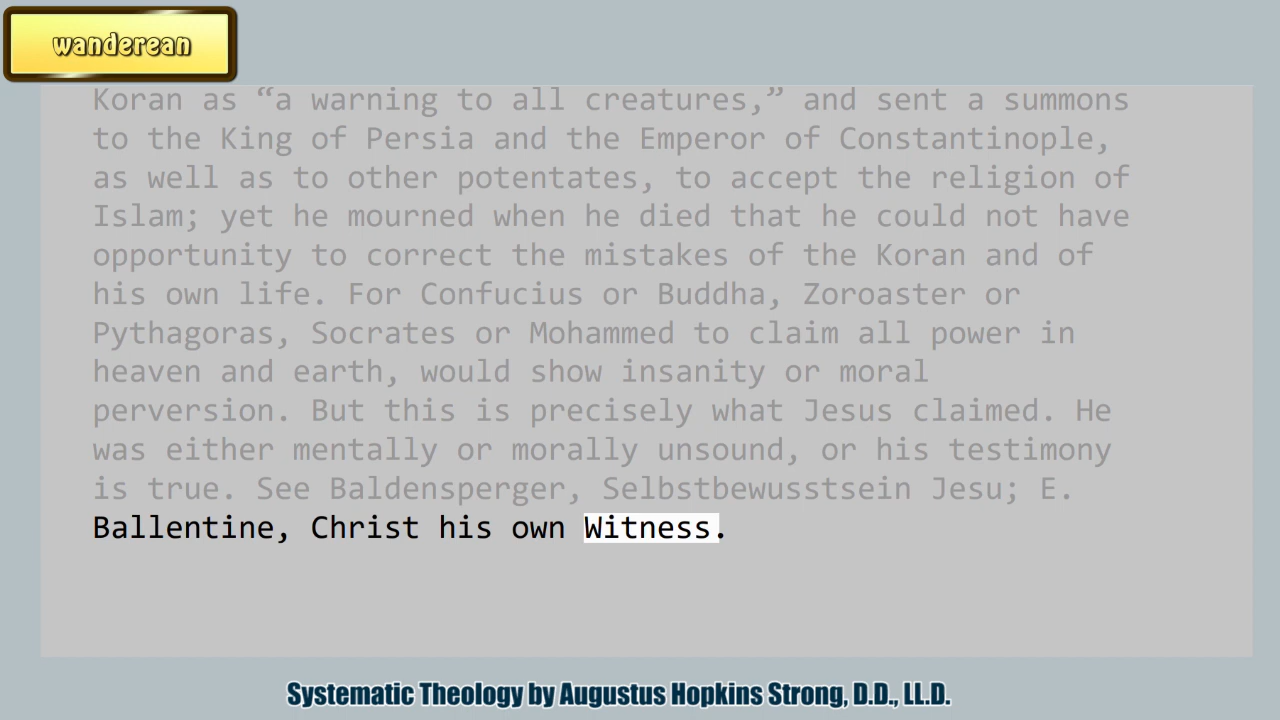 wanderean
Koran as “a warning to all creatures,” and sent a summons
to the King of Persia and the Emperor of Constantinople,
as well as to other potentates, to accept the religion of
Islam; yet he mourned when he died that he could not have
opportunity to correct the mistakes of the Koran and of
his own life. For Confucius or Buddha, Zoroaster or
Pythagoras, Socrates or Mohammed to claim all power in
heaven and earth, would show insanity or moral
perversion. But this is precisely what Jesus claimed. He
was either mentally or morally unsound, or his testimony
is true. See Baldensperger, Selbstbewusstsein Jesu; E.
Ballentine, Christ his own Witness.
Systematic Theology by Augustus Hopkins Strong, D.D., LL.D.